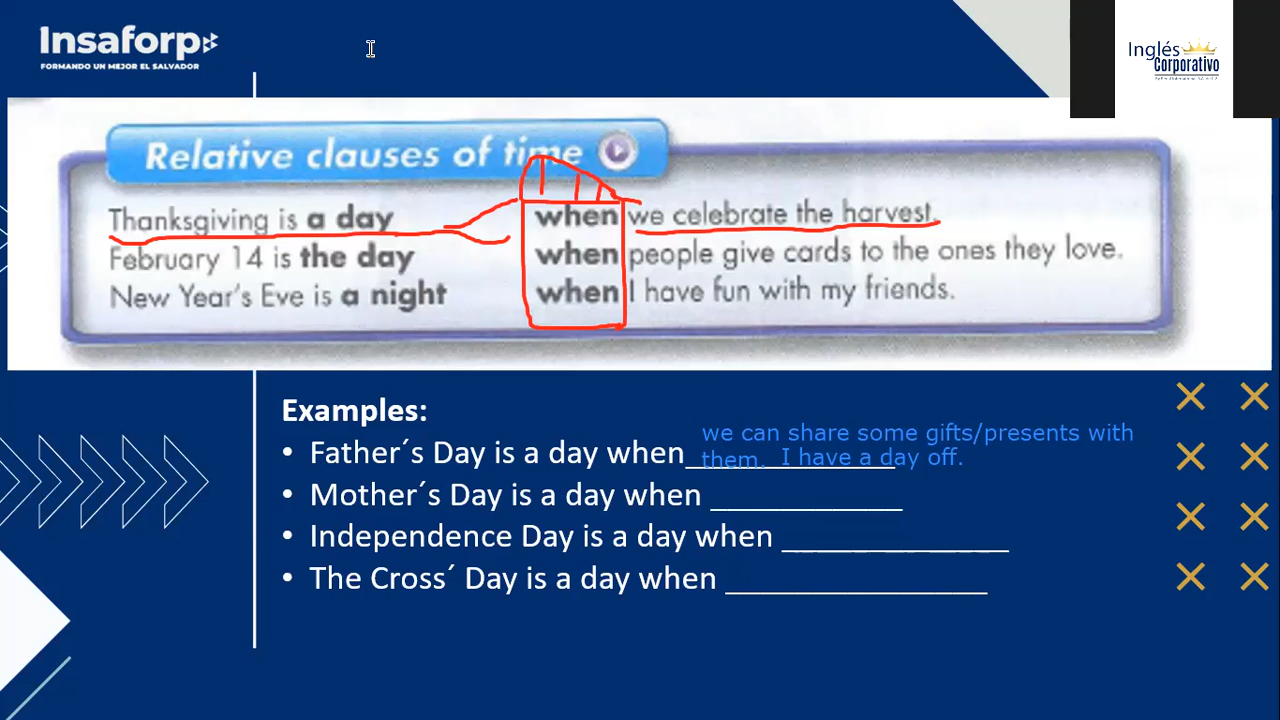 Insaforp
FORMANDO UN MEJOR EL SALVADOR
Inglés
Corporativo
Relative clauses of time
Thanksgiving is a day when we celebrate the harvest.
February 14 is the day when people give cards to the ones they love.
New Year's Eve is a night when I have fun with my friends.
Examples:
• Father´s Day is a day when____________
we can share some gifts/presents with
them. I have a day off.
• Mother´s Day is a day when ___________
• Independence Day is a day when _____________
• The Cross´ Day is a day when _______________